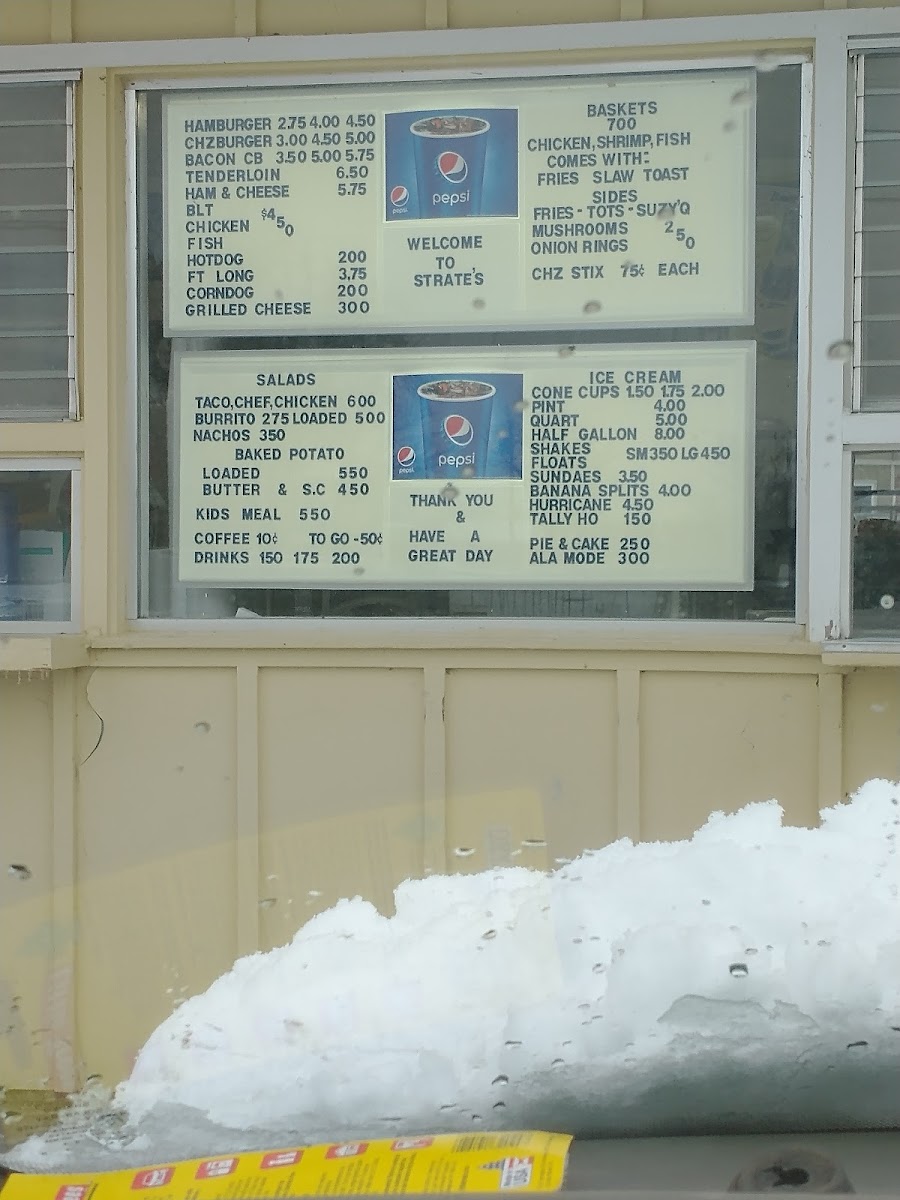 HAMBURGER 2.75 4.00 4.50
CHZBURGER 3.00 4.50 5.00
BACON CB 3.50 5.00 5.75
TENDERLOIN 6.50
HAM & CHEESE 5.75
BLT
CHICKEN $450
FISH
HOTDOG 200
FT LONG 3.75
CORNDOG 200
GRILLED CHEESE 300
pepsi
pepsi
WELCOME
TO
STRATE'S
BASKETS
700
CHICKEN, SHRIMP, FISH
COMES WITH:
FRIES SLAW TOAST
SIDES
FRIES - TOTS - SUZY'Q
MUSHROOMS 250
ONION RINGS
CHZ STIX 75¢ EACH
SALADS
TACO, CHEF, CHICKEN 600
BURRITO 275 LOADED 500
NACHOS 350
BAKED POTATO
LOADED 550
BUTTER & S.C 450
KIDS MEAL 550
COFFEE 10¢ TO GO -50¢
DRINKS 150 175 200
pepsi
pepsi
THANK YOU
&
HAVE A
GREAT DAY
ICE CREAM
CONE CUPS 1.50 1.75 2.00
PINT 4.00
QUART 5.00
HALF GALLON 8.00
SHAKES SM 350 LG 450
FLOATS
SUNDAES 3.50
BANANA SPLITS 4.00
HURRICANE 4.50
TALLY HO 150
PIE & CAKE 250
ALA MODE 300
USA